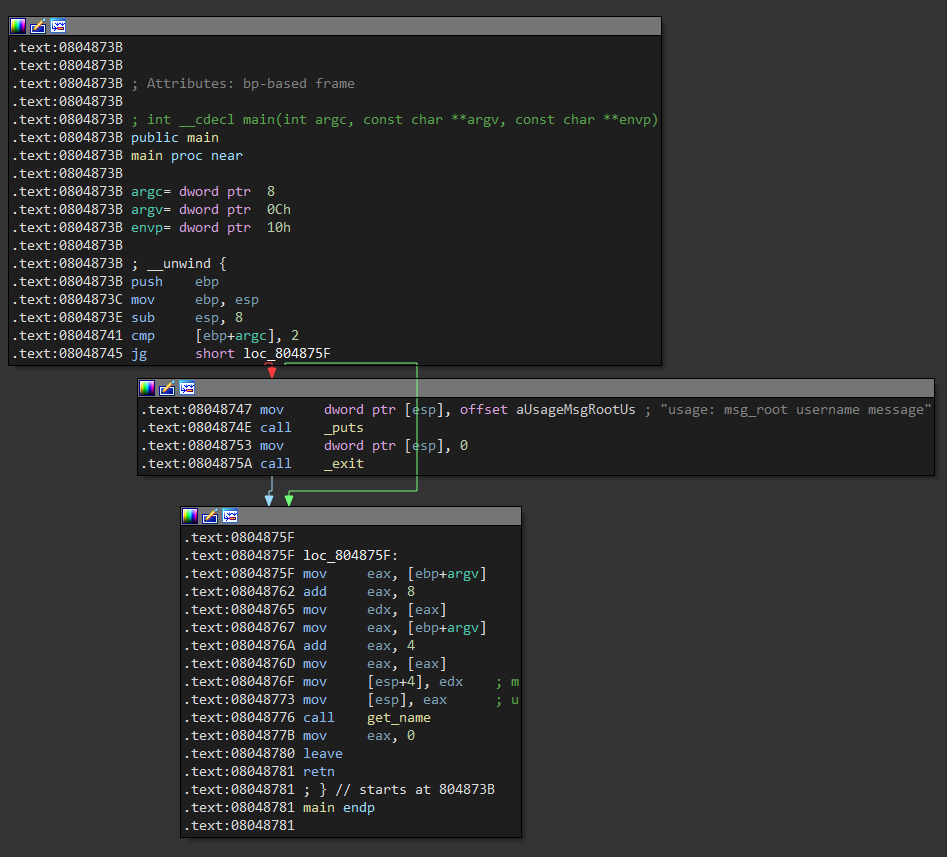 .text:0804873B
.text:0804873B
.text:0804873B ; Attributes: bp-based frame
.text:0804873B
.text:0804873B ; int __cdecl main(int argc, const char **argv, const char **envp)
.text:0804873B public main
.text:0804873B main proc near
.text:0804873B
.text:0804873B argc= dword ptr  8
.text:0804873B argv= dword ptr  0Ch
.text:0804873B envp= dword ptr  10h
.text:0804873B
.text:0804873B ; __unwind {
.text:0804873B push    ebp
.text:0804873C mov     ebp, esp
.text:0804873E sub     esp, 8
.text:08048741 cmp     [ebp+argc], 2
.text:08048745 jg      short loc_804875F
.text:08048747 mov     dword ptr [esp], offset aUsageMsgRootUs ; "usage: msg_root username message"
.text:0804874E call    _puts
.text:08048753 mov     dword ptr [esp], 0
.text:0804875A call    _exit
.text:0804875F
.text:0804875F loc_804875F:
.text:0804875F mov     eax, [ebp+argv]
.text:08048762 add     eax, 8
.text:08048765 mov     edx, [eax]
.text:08048767 mov     eax, [ebp+argv]
.text:0804876A add     eax, 4
.text:0804876D mov     eax, [eax]
.text:0804876F mov     [esp+4], edx    ; m
.text:08048773 mov     [esp], eax      ; u
.text:08048776 call    get_name
.text:0804877B mov     eax, 0
.text:08048780 leave
.text:08048781 retn
.text:08048781 ; } // starts at 804873B
.text:08048781 main endp
.text:08048781